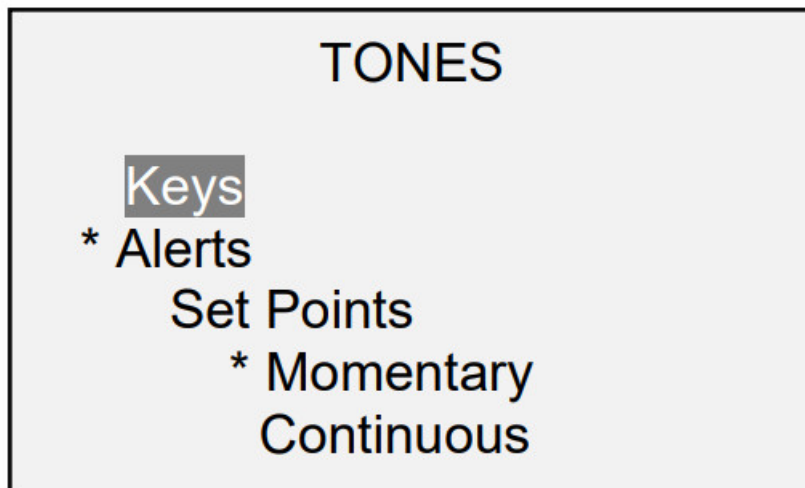 TONES
Keys
* Alerts
Set Points
* Momentary
Continuous